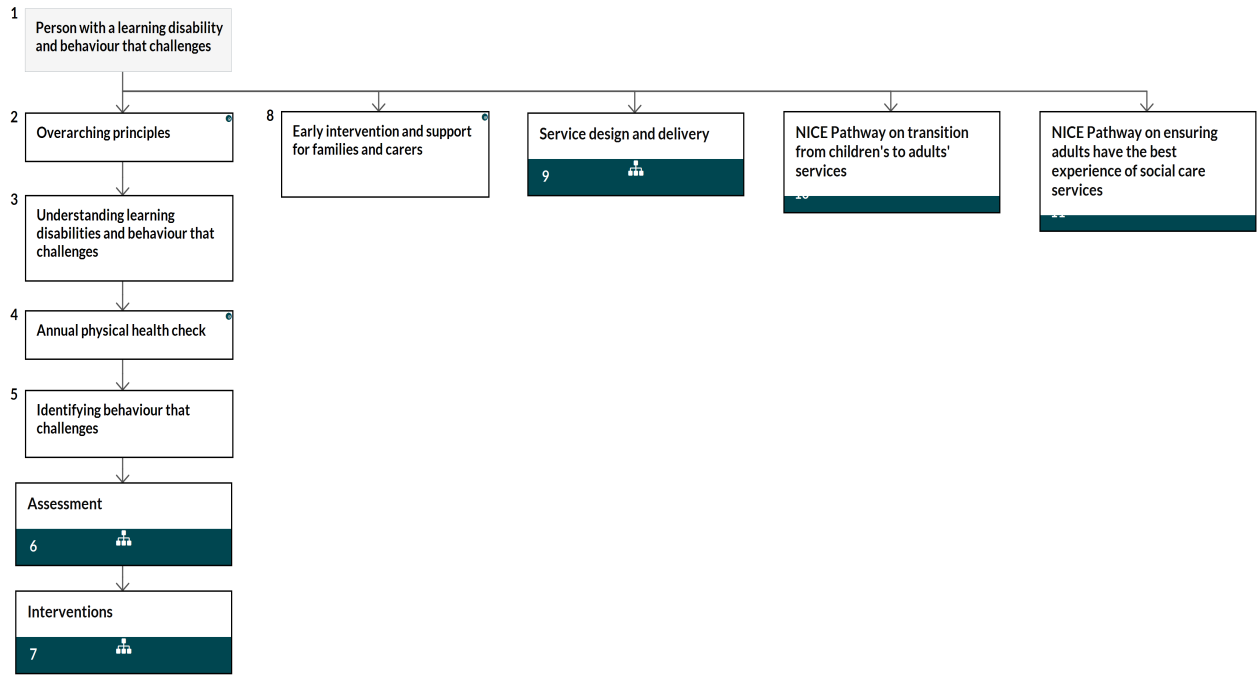 1
Person with a learning disability
and behaviour that challenges
2
Overarching principles
3
Understanding learning
disabilities and behaviour that
challenges
4
Annual physical health check
5
Identifying behaviour that
challenges
Assessment
6
Interventions
7
8
Early intervention and support
for families and carers
Service design and delivery
9
NICE Pathway on transition
from children's to adults'
services
NICE Pathway on ensuring
adults have the best
experience of social care
services